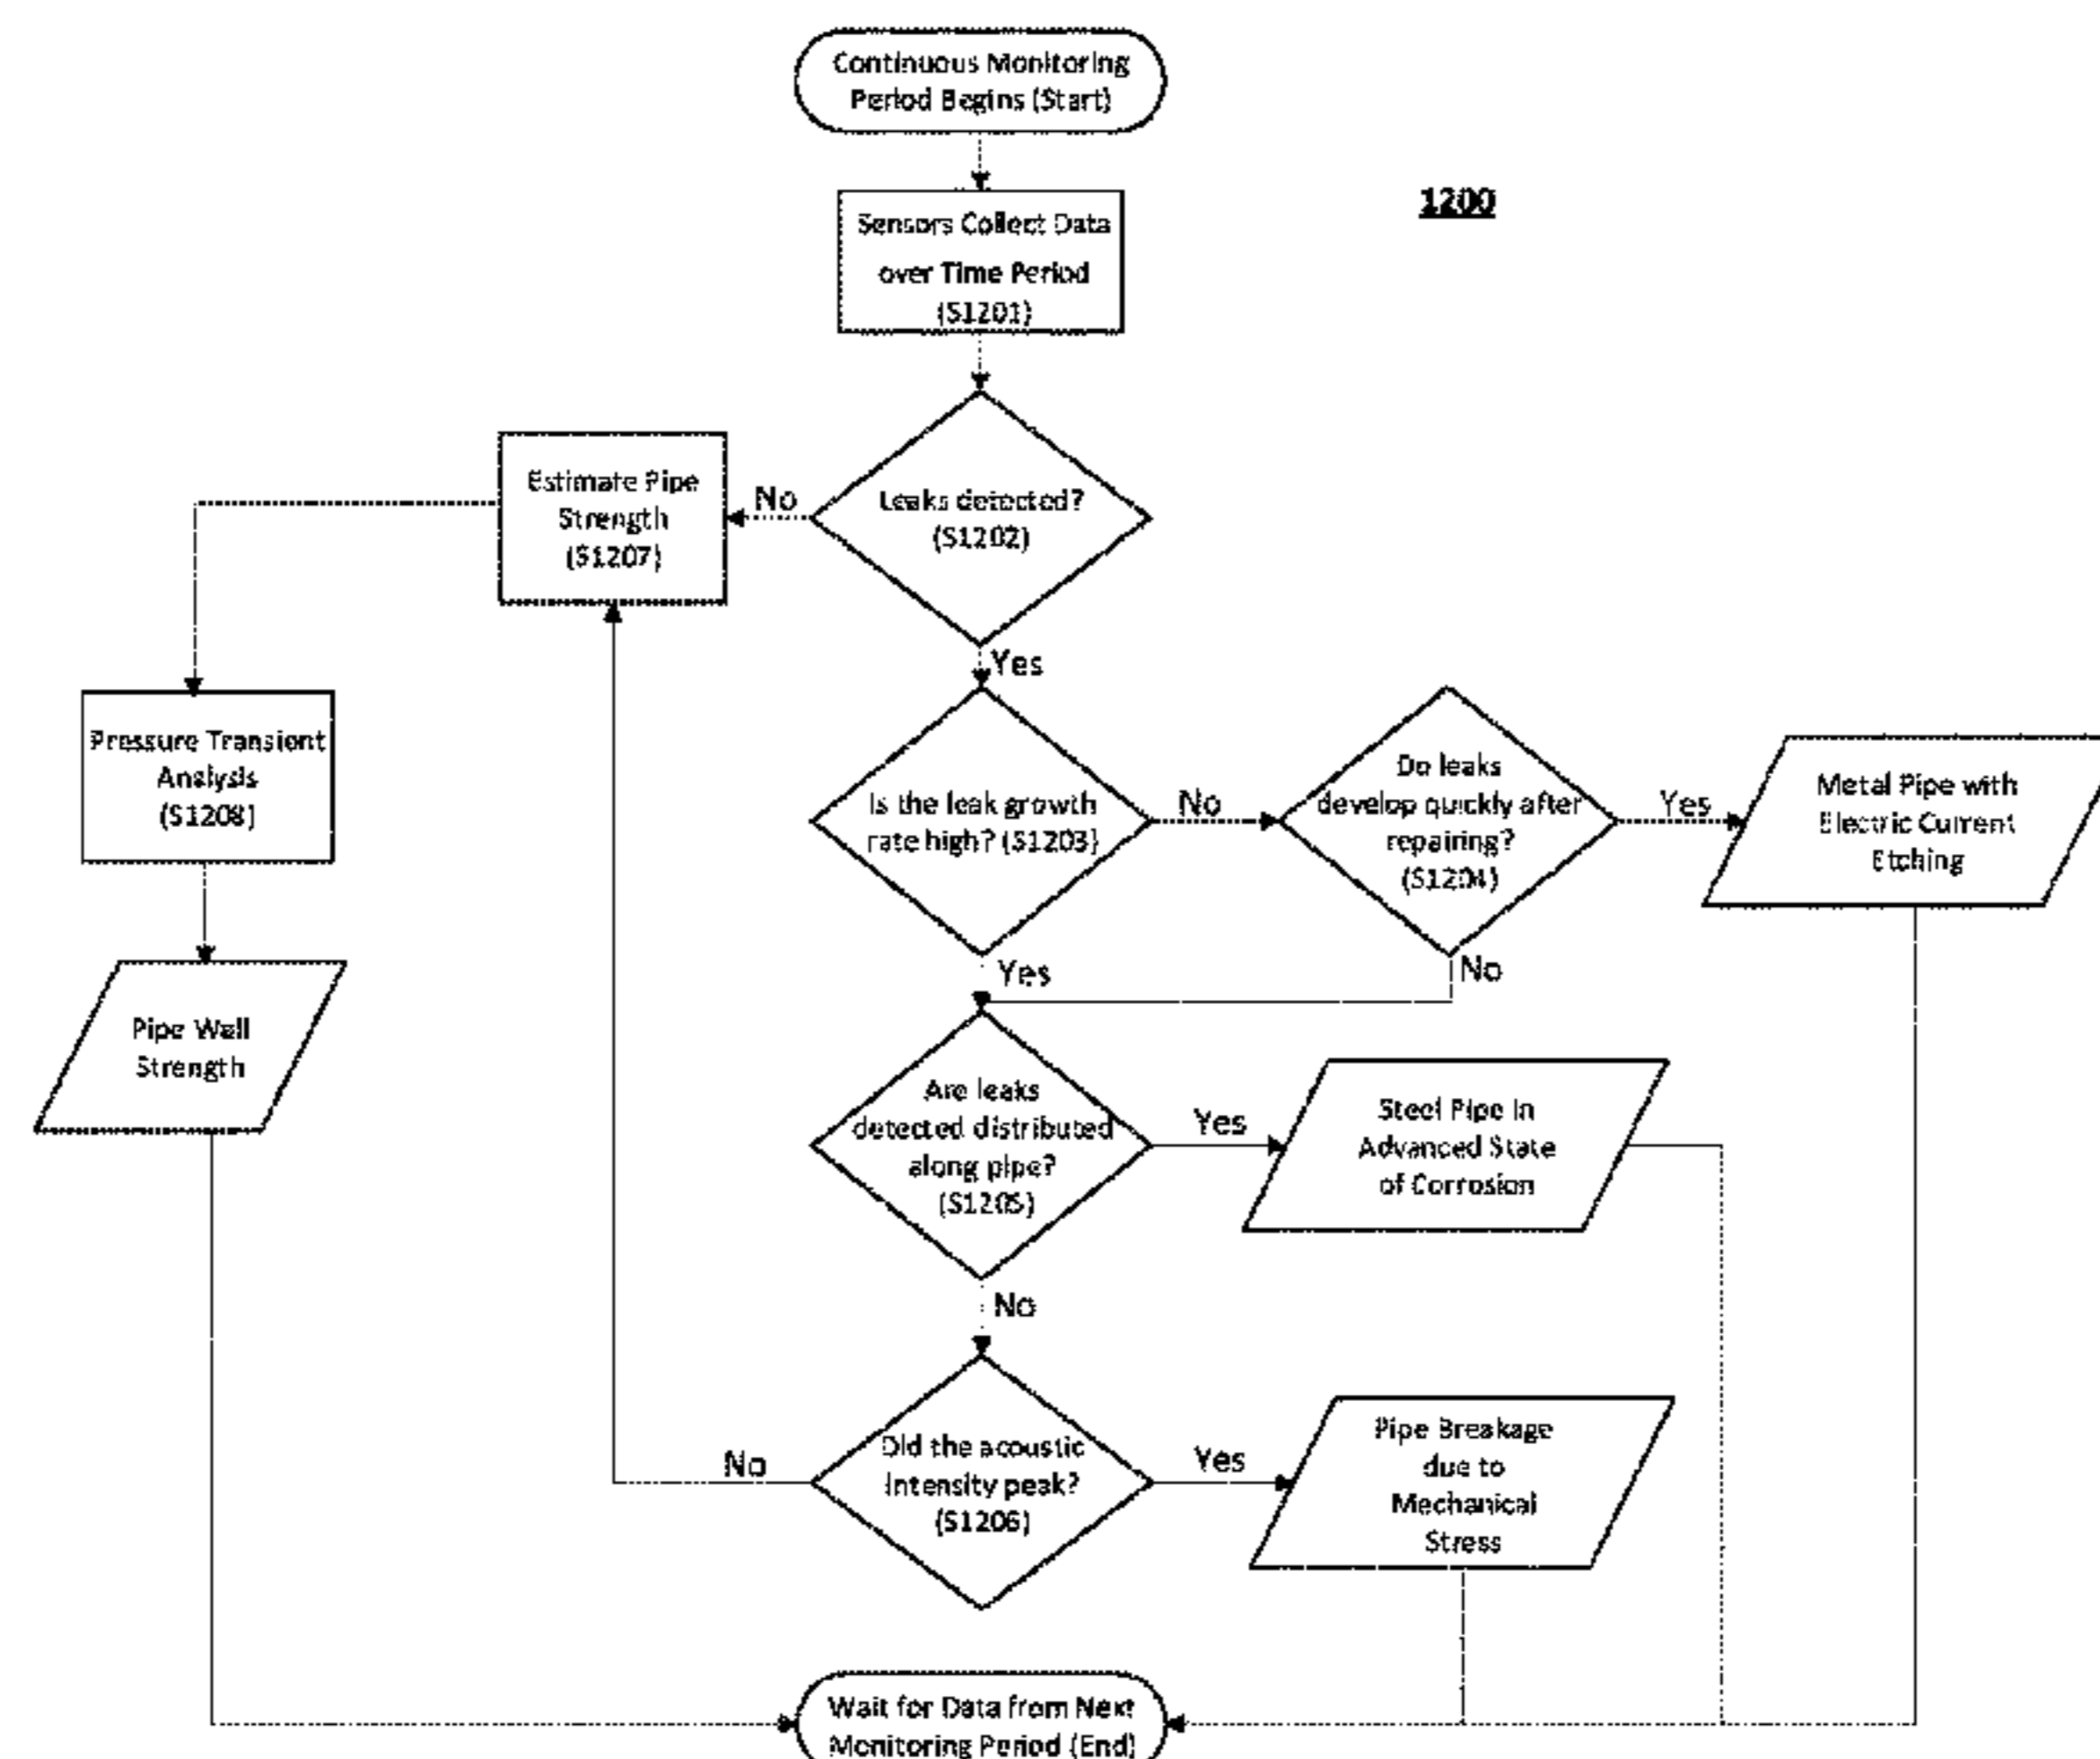 Continuous Monitoring
Period Begins (Start)
1200
Sensors Collect Data
over Time Period
(S1201)
Estimate Pipe
Strength
(S1207)
No
Leaks detected?
(S1202)
Yes
Pressure Transient
Analysis
(S1208)
Is the leak growth
rate high? (S1203)
No
Do leaks
develop quickly after
repairing?
(S1204)
Yes
Metal Pipe with
Electric Current
Etching
Yes
No
Pipe Wall
Strength
Are leaks
detected distributed
along pipe?
(S1205)
Yes
Steel Pipe in
Advanced State
of Corrosion
No
No
Did the acoustic
intensity peak?
(S1206)
Yes
Pipe Breakage
due to
Mechanical
Stress
Wait for Data from Next
Monitoring Period (End)